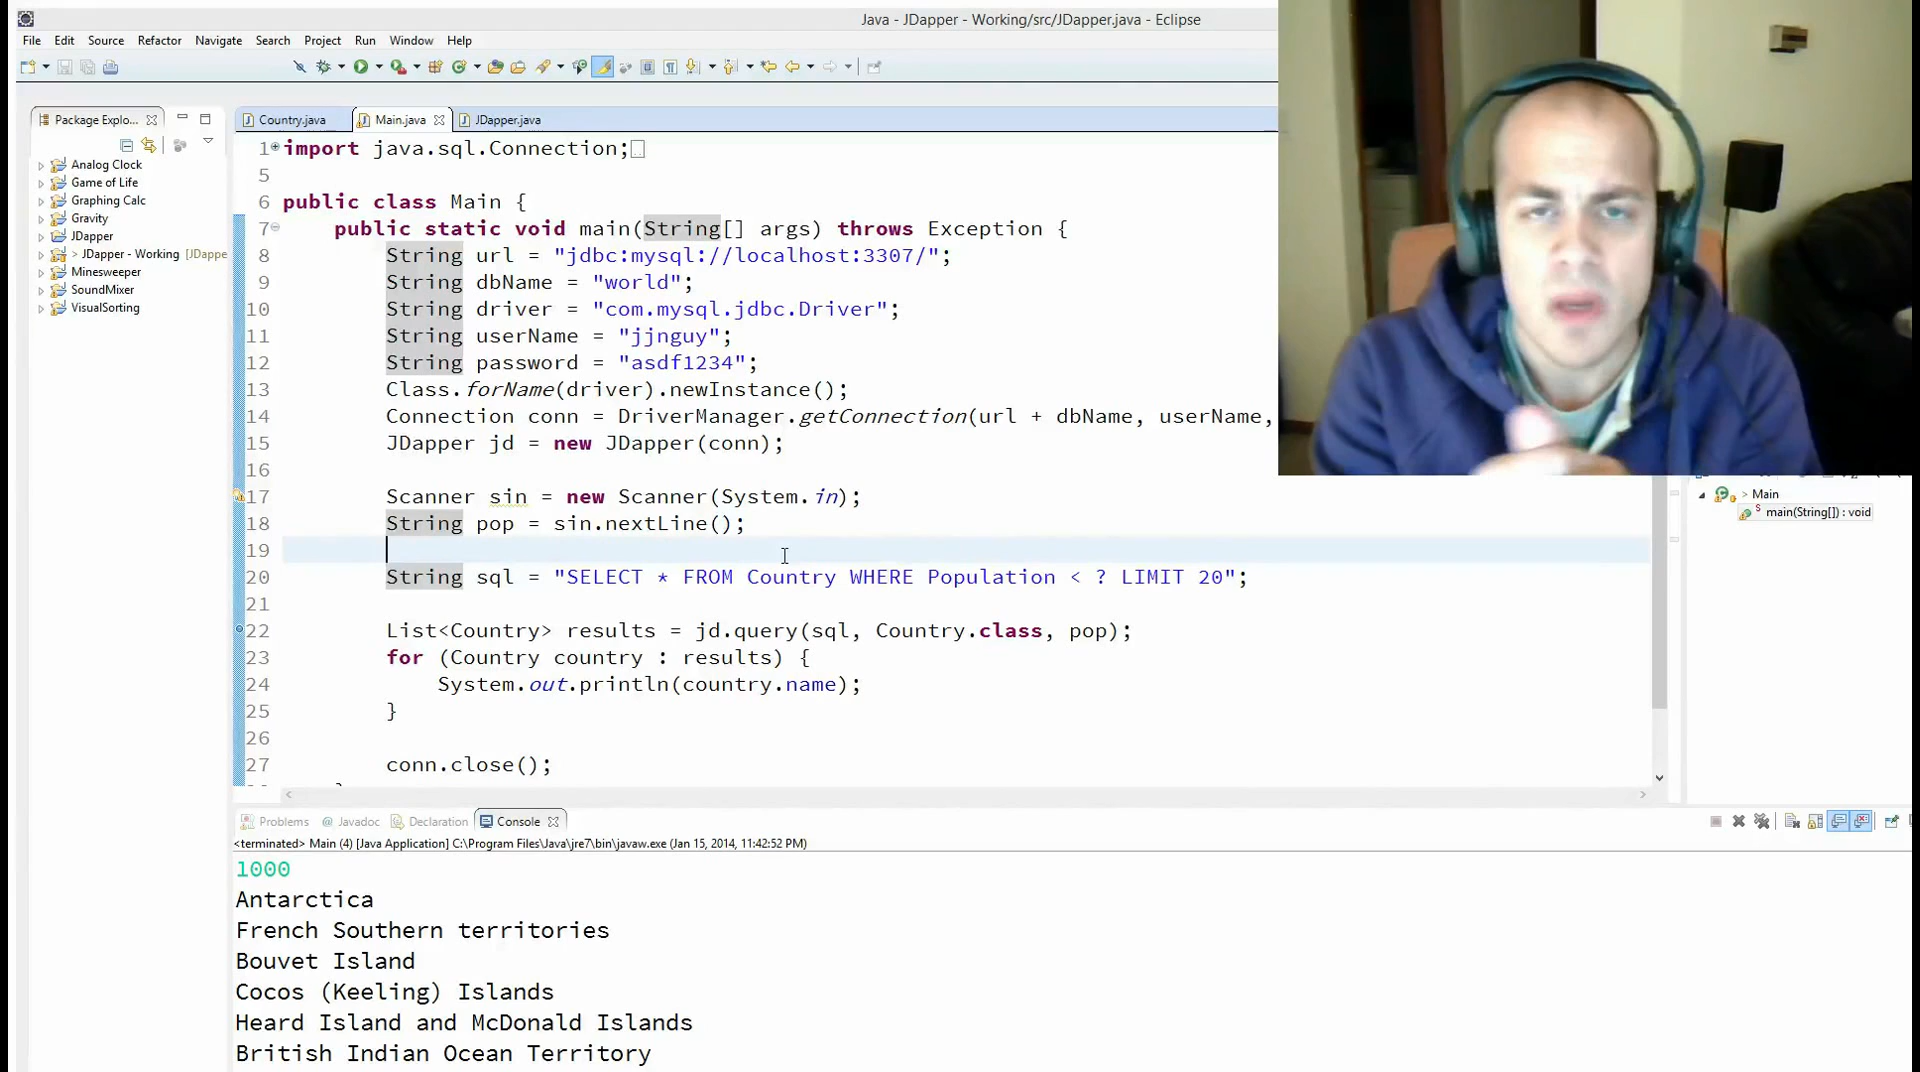 Java - JDapper - Working/src/JDapper.java - Eclipse
File Edit Source Refactor Navigate Search Project Run Window Help
Package Explo...
Country.java Main.java JDapper.java
Analog Clock
Game of Life
Graphing Calc
Gravity
JDapper
> JDapper - Working [JDappe
Minesweeper
SoundMixer
VisualSorting
1 import java.sql.Connection;
5
6 public class Main {
7 public static void main(String[] args) throws Exception {
8 String url = "jdbc:mysql://localhost:3307/";
9 String dbName = "world";
10 String driver = "com.mysql.jdbc.Driver";
11 String userName = "jjnguy";
12 String password = "asdf1234";
13 Class.forName(driver).newInstance();
14 Connection conn = DriverManager.getConnection(url + dbName, userName,
15 JDapper jd = new JDapper(conn);
16
17 Scanner sin = new Scanner(System.in);
18 String pop = sin.nextLine();
19
20 String sql = "SELECT * FROM Country WHERE Population < ? LIMIT 20";
21
22 List<Country> results = jd.query(sql, Country.class, pop);
23 for (Country country : results) {
24 System.out.println(country.name);
25 }
26
27 conn.close();
> Main
main(String[]) : void
Problems @ Javadoc Declaration Console
<terminated> Main (4) [Java Application] C:\Program Files\Java\jre7\bin\javaw.exe (Jan 15, 2014, 11:42:52 PM)
1000
Antarctica
French Southern territories
Bouvet Island
Cocos (Keeling) Islands
Heard Island and McDonald Islands
British Indian Ocean Territory